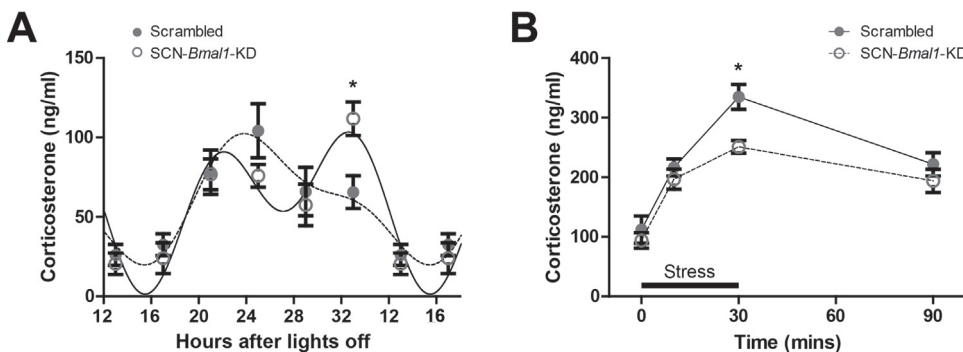 A
Scrambled
SCN-Bmal1-KD
Corticosterone (ng/ml)
150
100
50
0
*
12 16 20 24 28 32 12 16
Hours after lights off
B
Scrambled
SCN-Bmal1-KD
Corticosterone (ng/ml)
400
300
200
100
0
*
Stress
0 30 60 90
Time (mins)